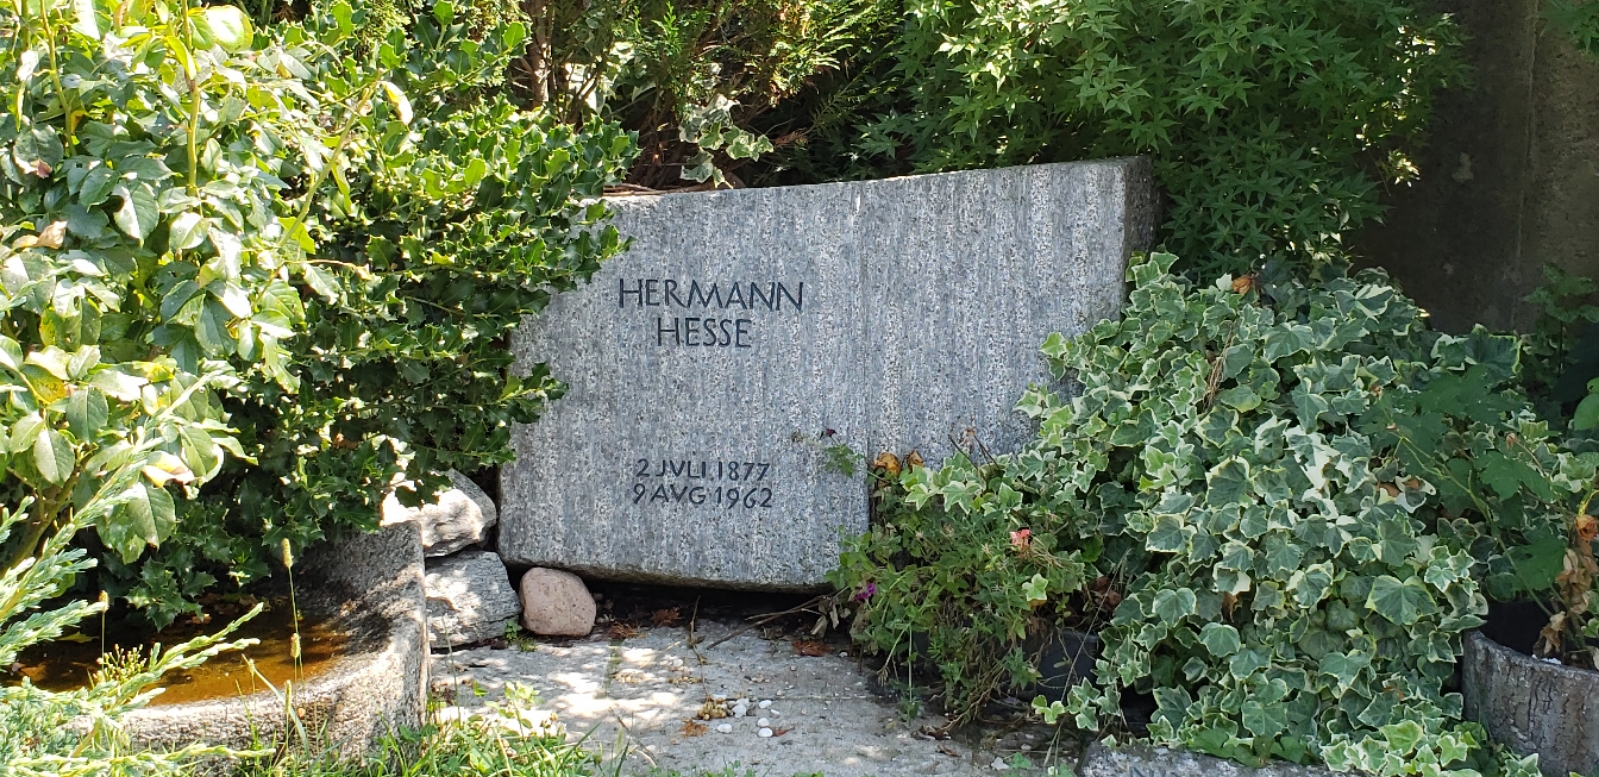 HERMANN
HESSE
2 JVLI 1877
9 AVG 1962